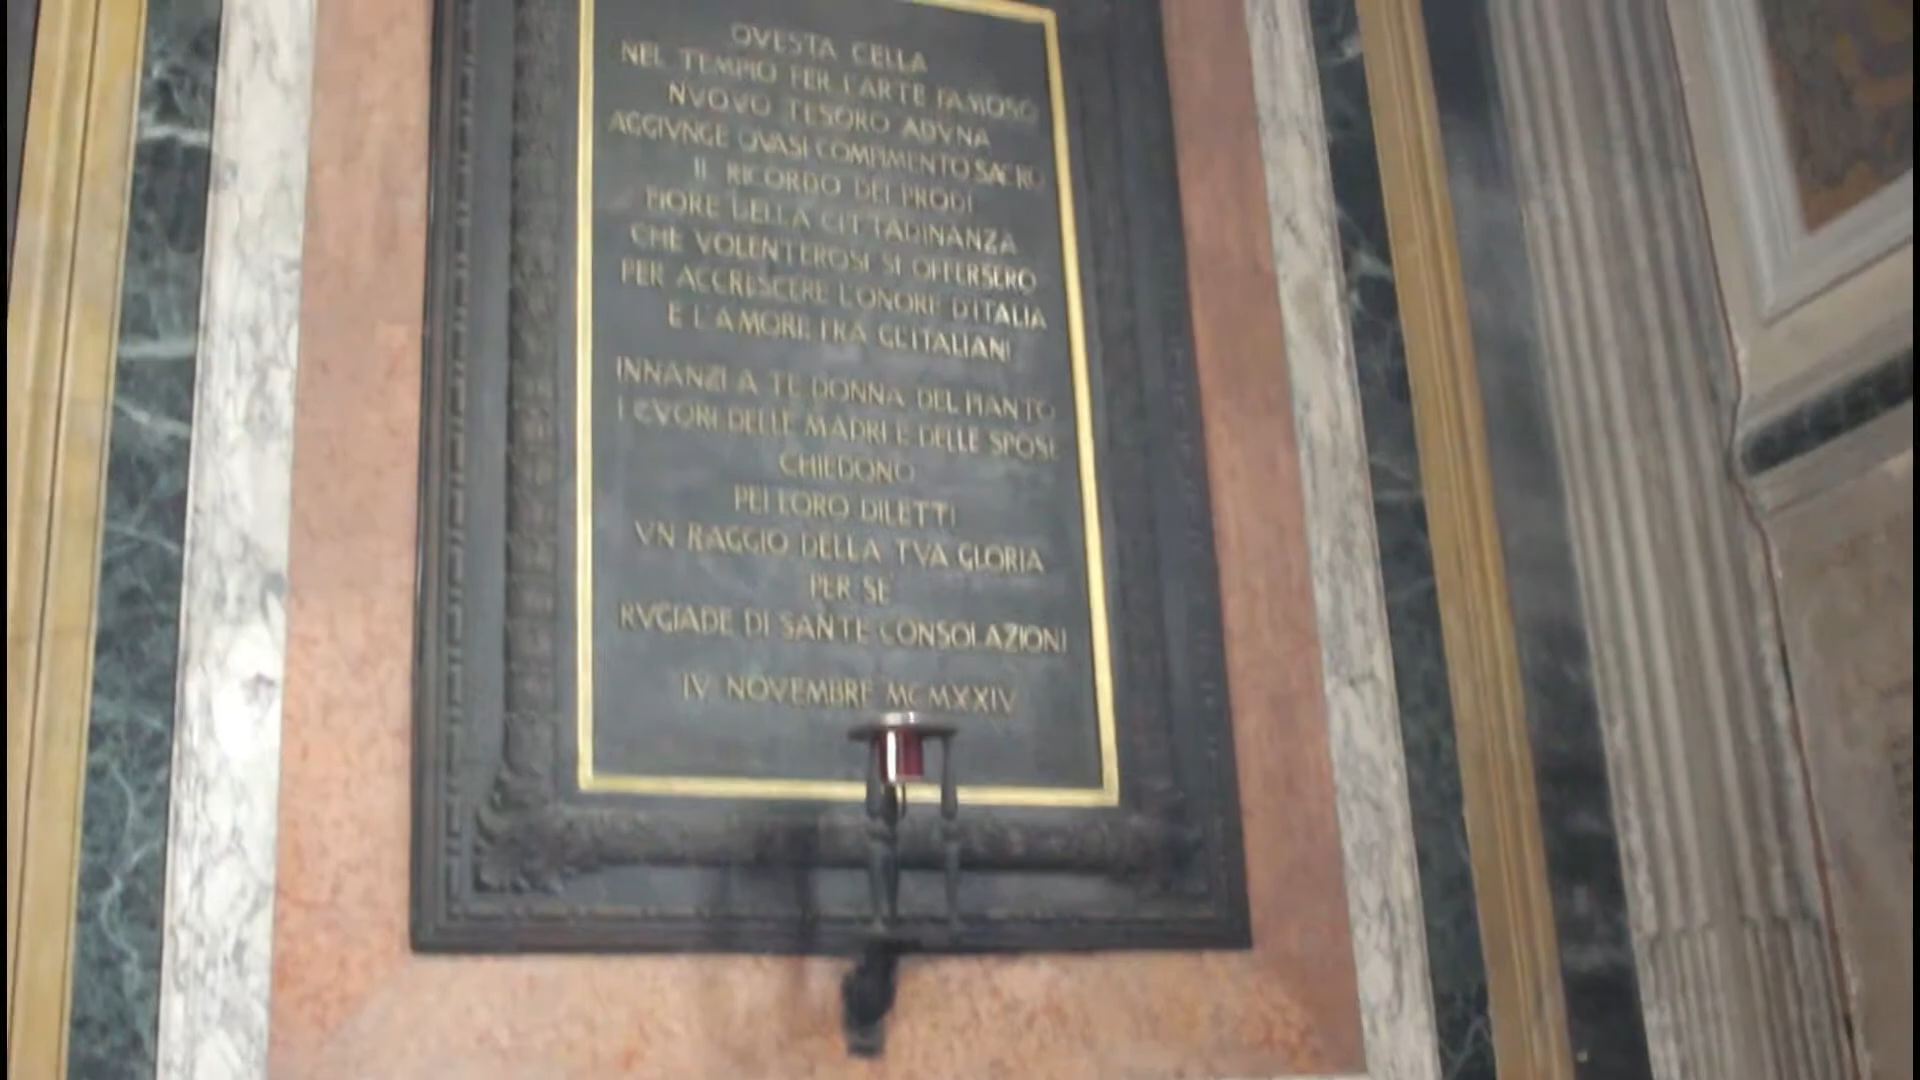 QVESTA CELLA
NEL TEMPIO PER L'ARTE FAMOSO
NVOVO TESORO ADVNA
AGGIVNGE QVASI COMPIMENTO SACRO
IL RICORDO DEI PRODI
FIORE DELLA CITTADINANZA
CHE VOLENTEROSI SI OFFERSERO
PER ACCRESCERE L'ONORE D'ITALIA
E L'AMORE FRA GL'ITALIANI
INNANZI A TE DONNA DEL PIANTO
I CVORI DELLE MADRI E DELLE SPOSE
CHIEDONO
PEI LORO DILETTI
VN RAGGIO DELLA TVA GLORIA
PER SE
RVGIADE DI SANTE CONSOLAZIONI
IV NOVEMBRE MCMXXIV